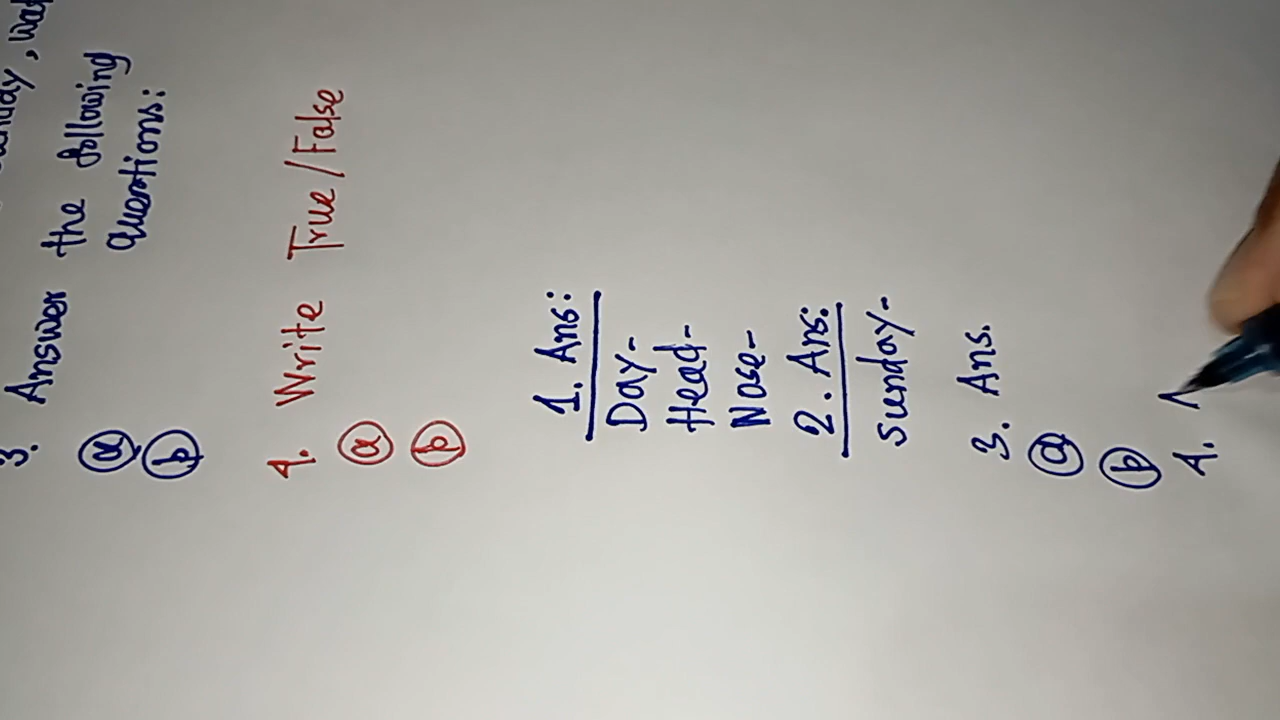 3. Answer the following
questions:
(a)
(b)
4. Write True/False
(a)
(b)
1. Ans:
Day-
Head-
Nose-
2. Ans:
Sunday-
3. Ans.
(a)
(b)
4.